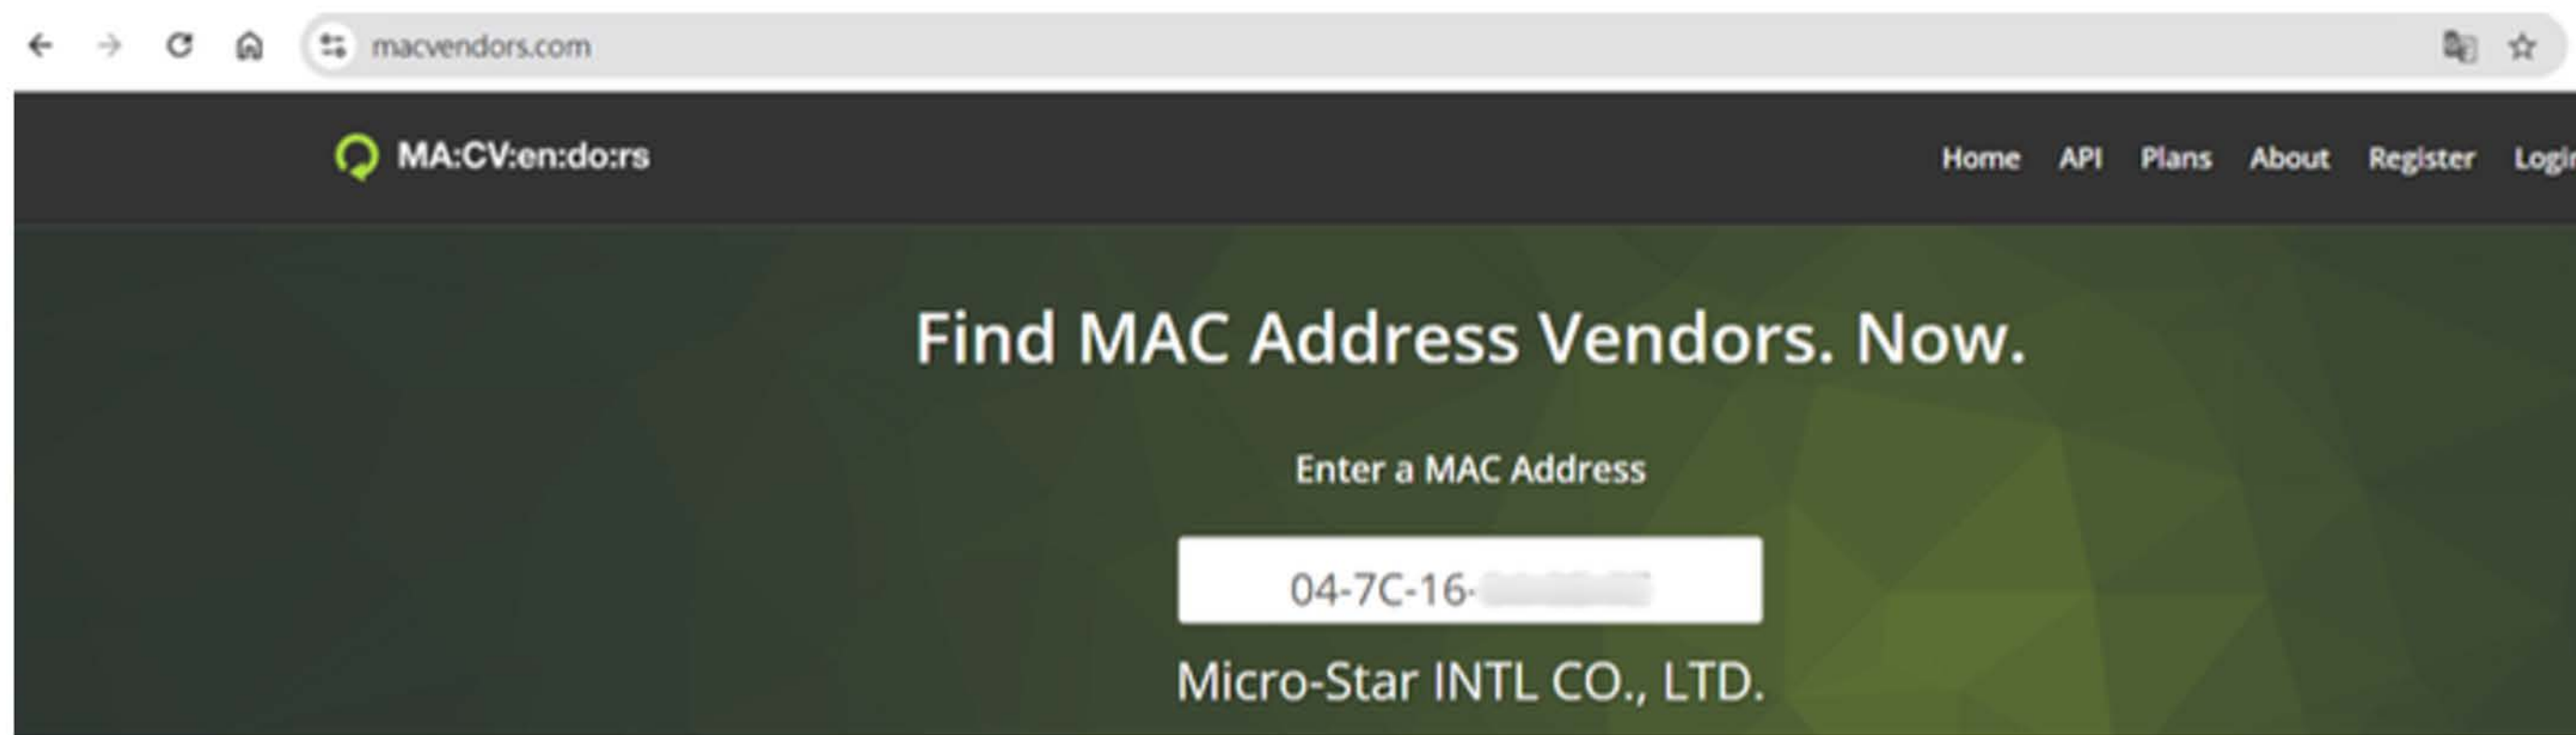 macvendors.com
MA:CV:en:do:rs
Home API Plans About Register Login
Find MAC Address Vendors. Now.
Enter a MAC Address
04-7C-16-
Micro-Star INTL CO., LTD.